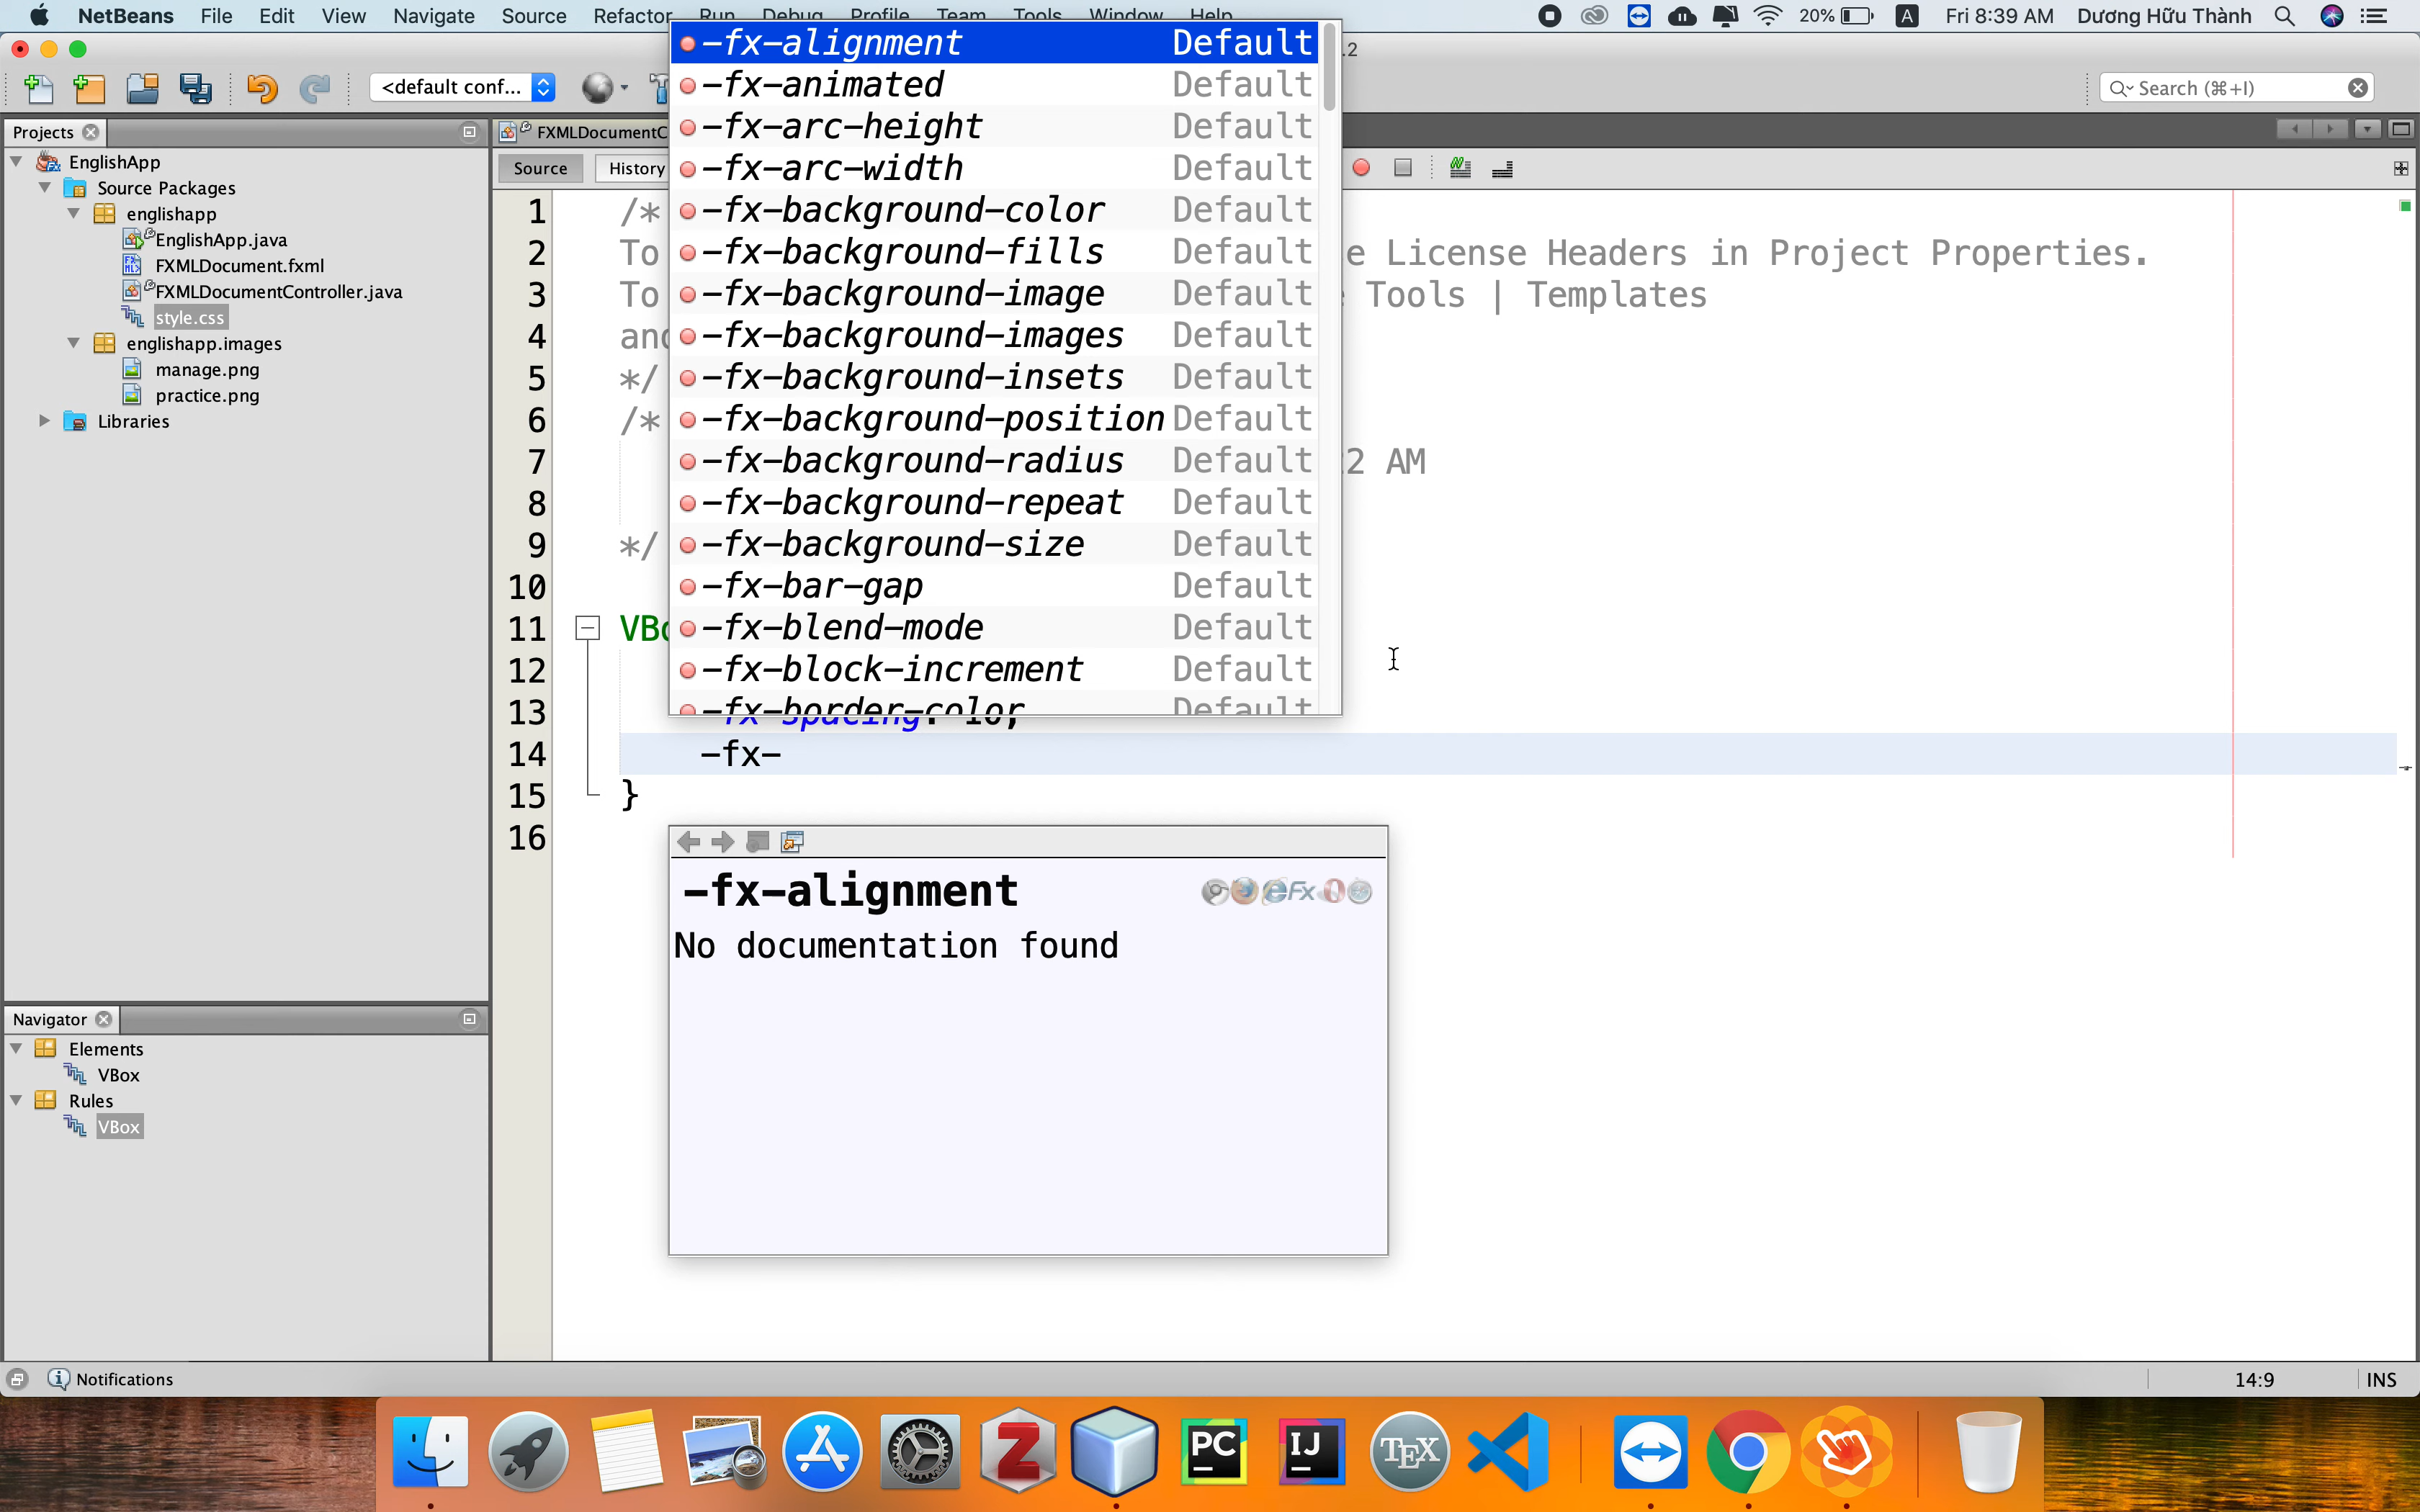 NetBeans File Edit View Navigate Source Refactor Run Debug Profile Team Tools Window Help
20% A Fri 8:39 AM Dương Hữu Thành
<default conf...
Search (⌘+I)
Projects
EnglishApp
Source Packages
englishapp
EnglishApp.java
FXMLDocument.fxml
FXMLDocumentController.java
style.css
englishapp.images
manage.png
practice.png
Libraries
Navigator
Elements
VBox
Rules
VBox
FXMLDocumentC
Source History
1 /*
2 To e License Headers in Project Properties.
3 To Tools | Templates
4 and
5 */
6 /*
7 22 AM
8
9 */
10
11 VBo
12
13 -fx-spacing:
14 -fx-
15 }
16
-fx-alignment Default
-fx-animated Default
-fx-arc-height Default
-fx-arc-width Default
-fx-background-color Default
-fx-background-fills Default
-fx-background-image Default
-fx-background-images Default
-fx-background-insets Default
-fx-background-position Default
-fx-background-radius Default
-fx-background-repeat Default
-fx-background-size Default
-fx-bar-gap Default
-fx-blend-mode Default
-fx-block-increment Default
-fx-border-color Default
-fx-alignment
Fx
No documentation found
Notifications
14:9 INS
Z PC IJ TEX